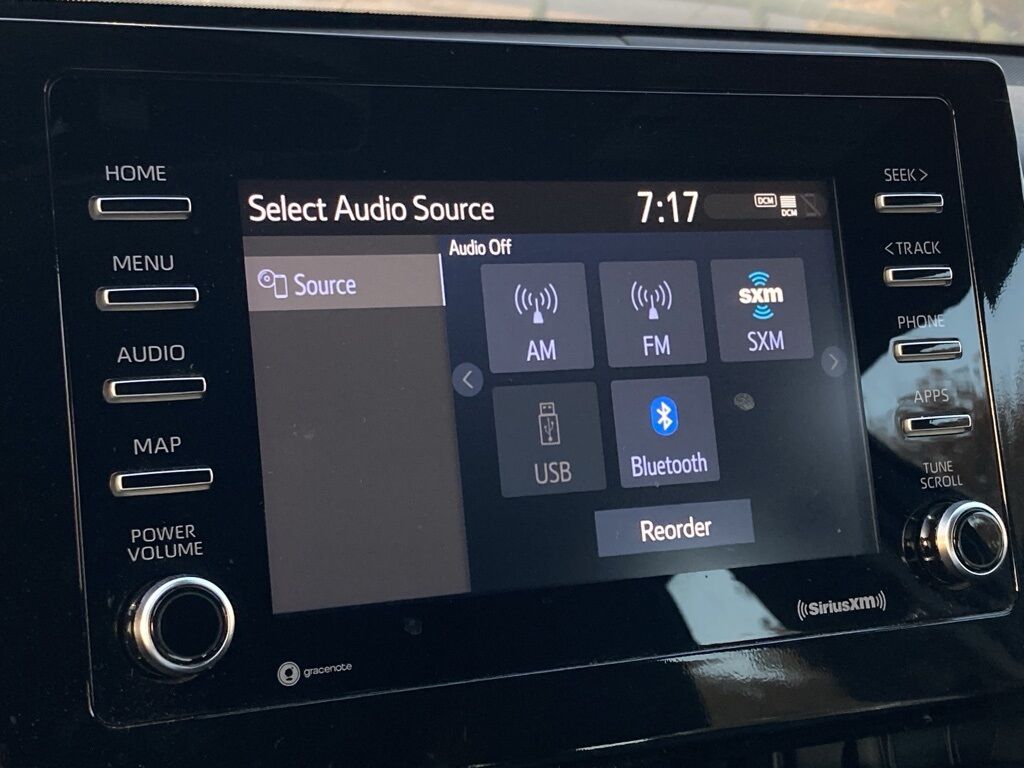 HOME
MENU
AUDIO
MAP
POWER
VOLUME
Select Audio Source
7:17
DCM
DCM
Source
Audio Off
AM
FM
sxm
SXM
USB
Bluetooth
Reorder
SEEK >
< TRACK
PHONE
APPS
TUNE
SCROLL
gracenote
((SiriusXM))